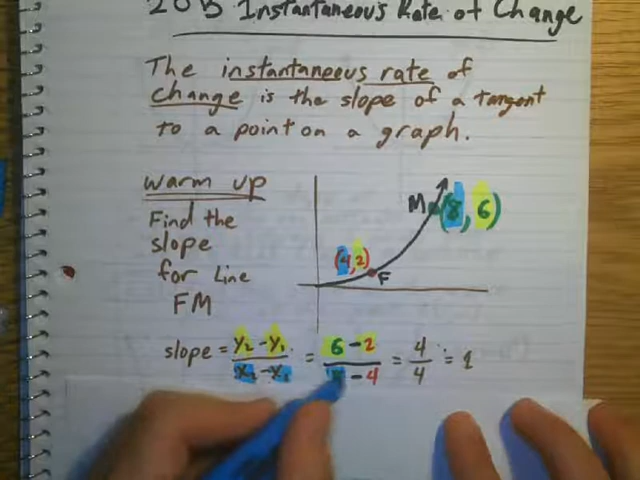 20B Instantaneous Rate of Change
The instantaneous rate of
change is the slope of a tangent
to a point on a graph.
warm up
Find the
slope
for Line
FM
M (8, 6)
(4,2)
F
slope = y₂ - y₁ / x₂ - x₁ = 6 - 2 / 8 - 4 = 4/4 = 1